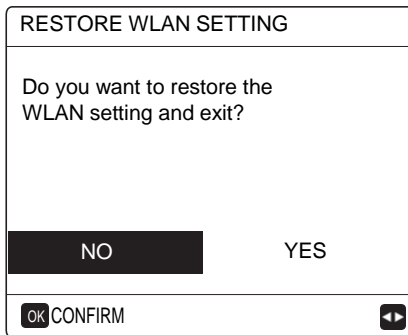 RESTORE WLAN SETTING
Do you want to restore the
WLAN setting and exit?
NO YES
OK CONFIRM